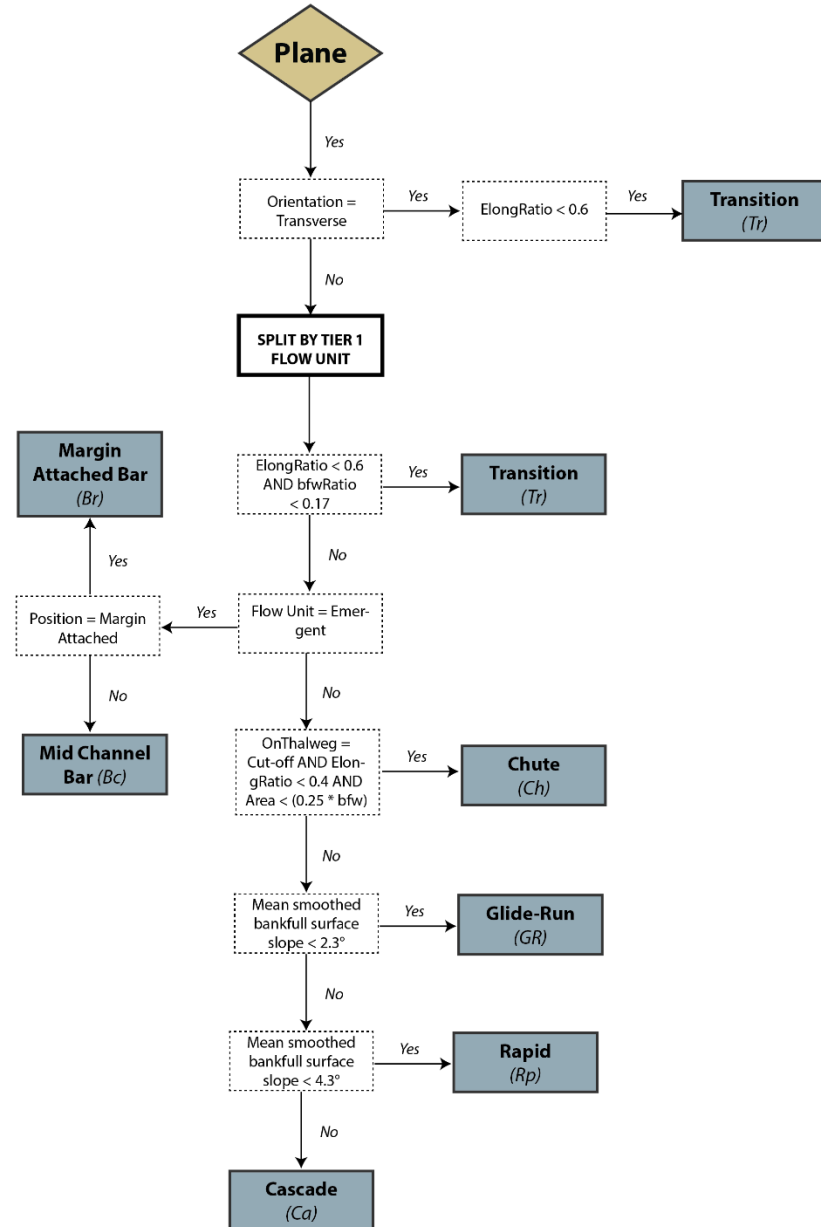 Plane
Yes
Orientation =
Transverse
Yes
ElongRatio < 0.6
Yes
Transition
(Tr)
No
SPLIT BY TIER 1
FLOW UNIT
ElongRatio < 0.6
AND bfwRatio
< 0.17
Yes
Transition
(Tr)
No
Margin
Attached Bar
(Br)
Yes
Position = Margin
Attached
Yes
Flow Unit = Emer-
gent
No
Mid Channel
Bar (Bc)
No
OnThalweg =
Cut-off AND Elon-
gRatio < 0.4 AND
Area < (0.25 * bfw)
Yes
Chute
(Ch)
No
Mean smoothed
bankfull surface
slope < 2.3°
Yes
Glide-Run
(GR)
No
Mean smoothed
bankfull surface
slope < 4.3°
Yes
Rapid
(Rp)
No
Cascade
(Ca)